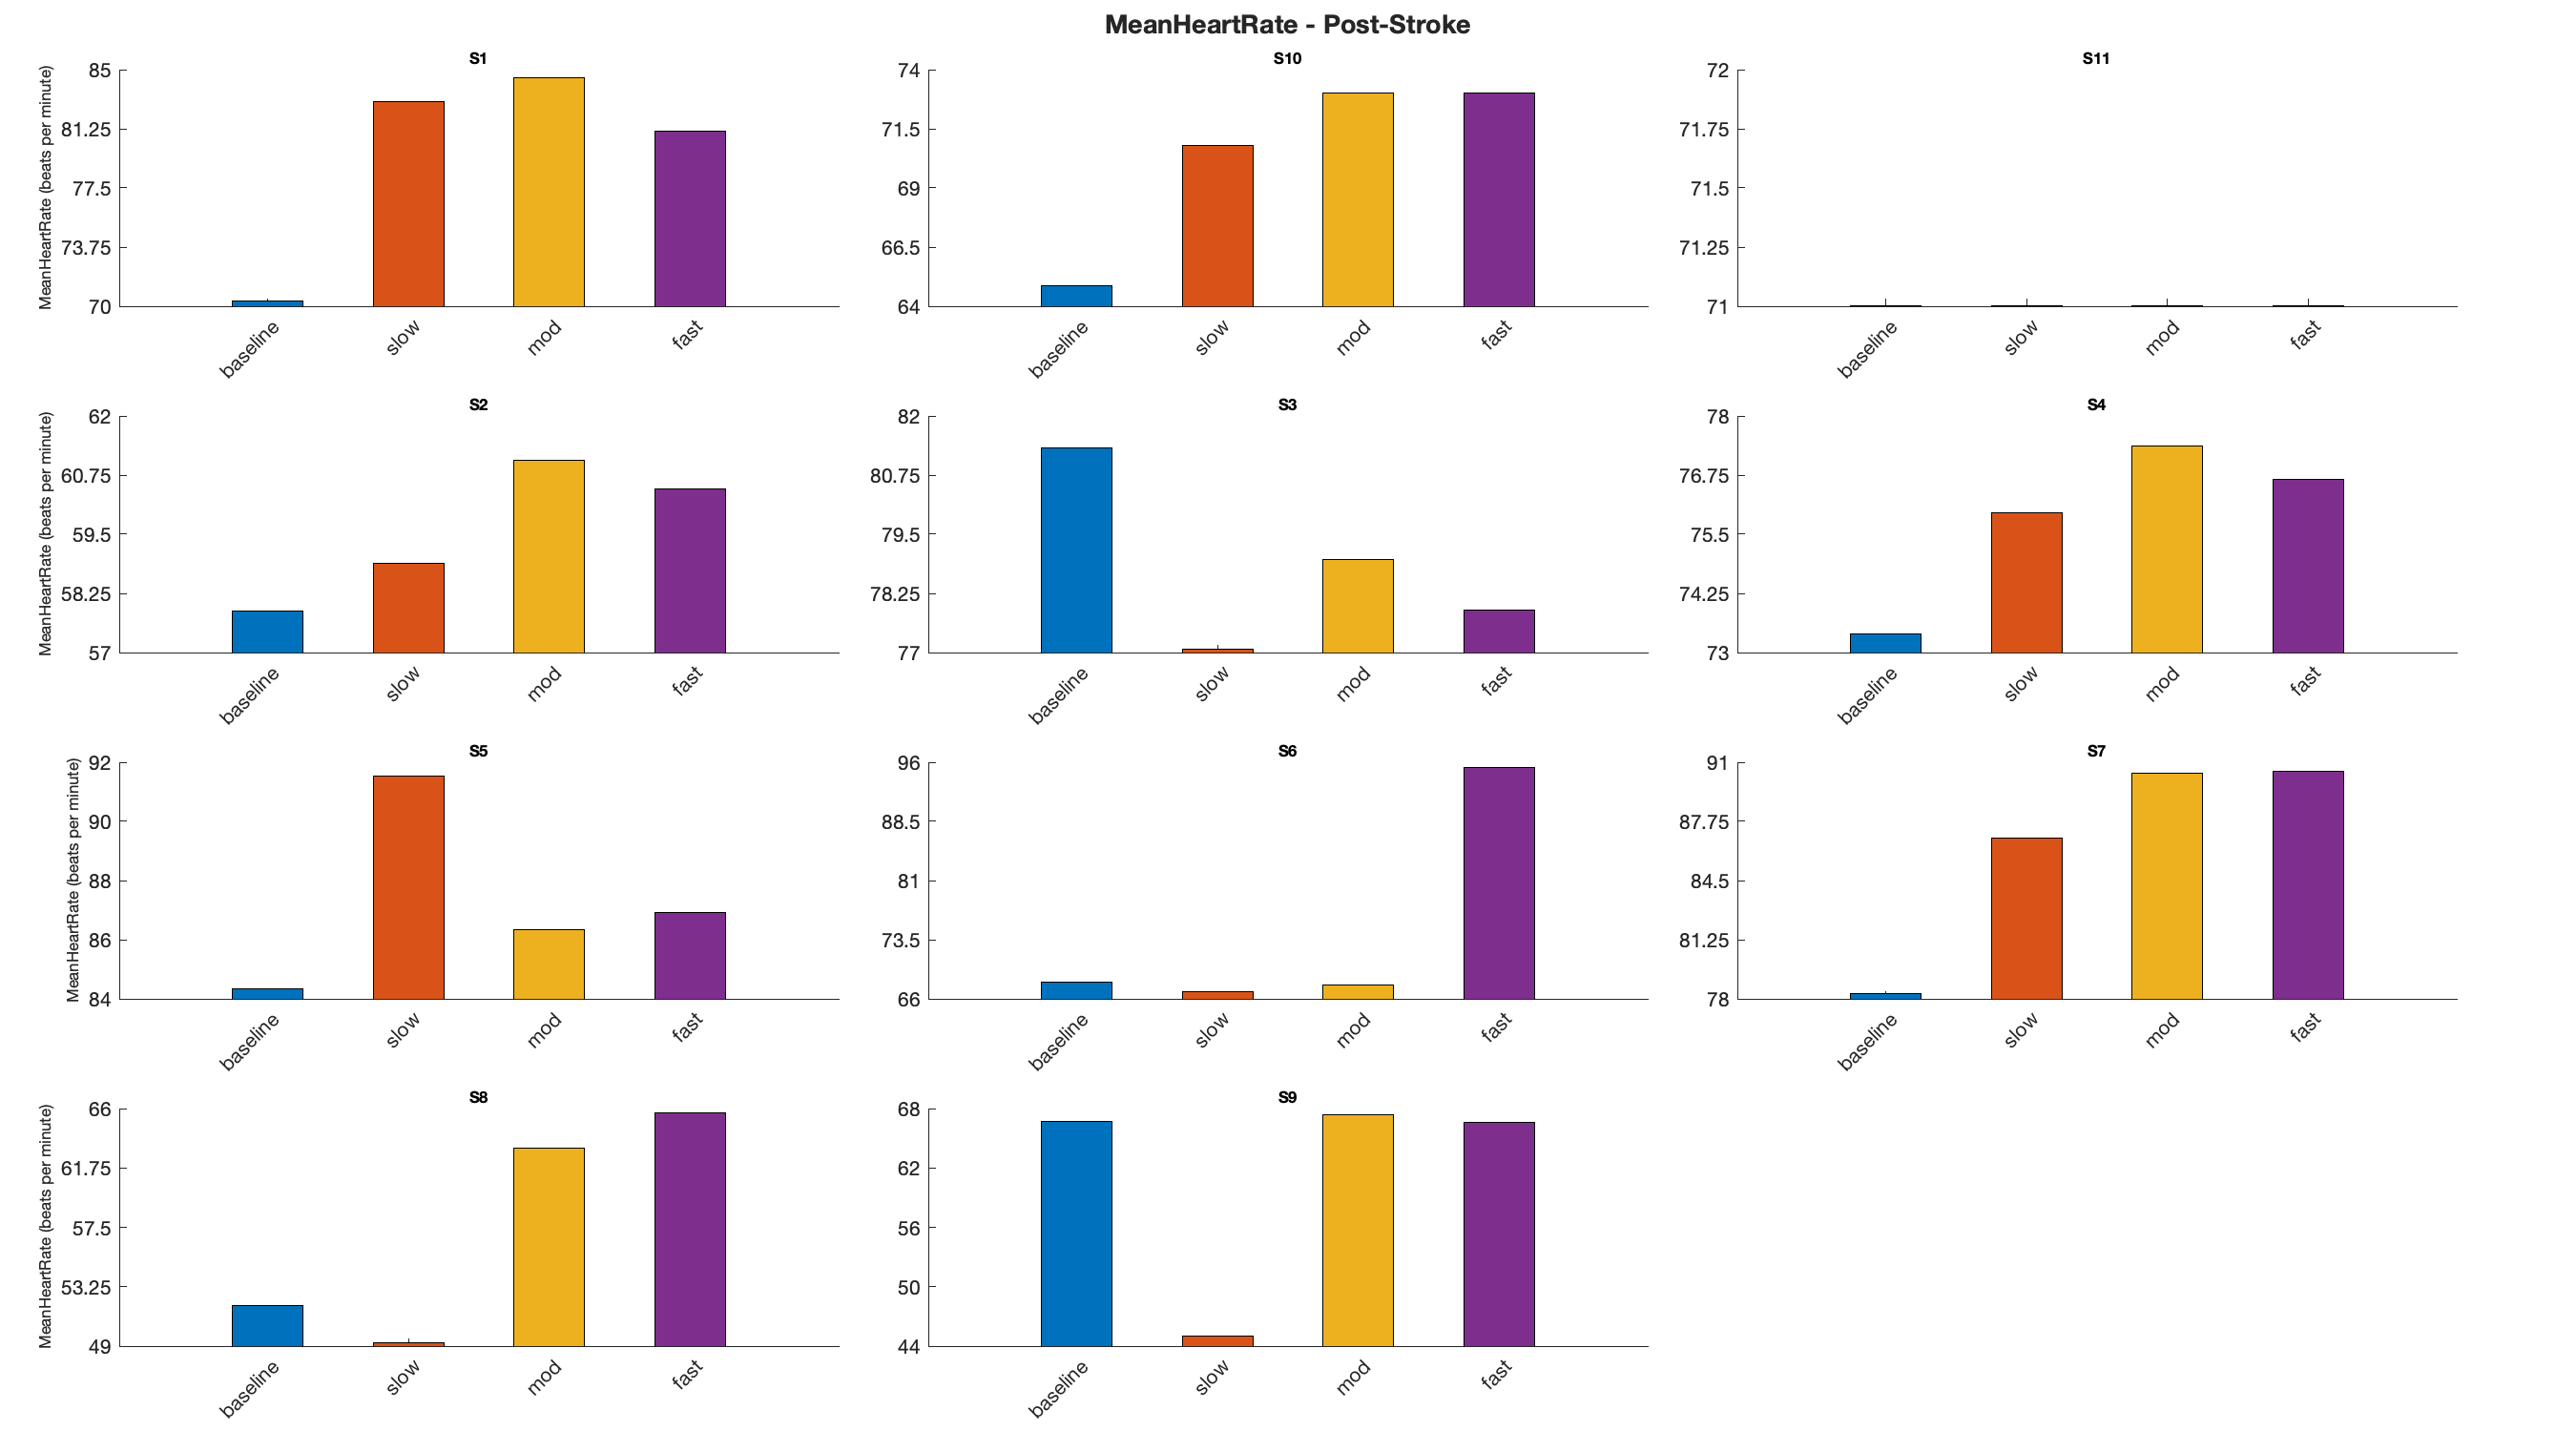 MeanHeartRate - Post-Stroke
S1
MeanHeartRate (beats per minute)
85
81.25
77.5
73.75
70
baseline
slow
mod
fast
S10
74
71.5
69
66.5
64
baseline
slow
mod
fast
S11
72
71.75
71.5
71.25
71
baseline
slow
mod
fast
S2
MeanHeartRate (beats per minute)
62
60.75
59.5
58.25
57
baseline
slow
mod
fast
S3
82
80.75
79.5
78.25
77
baseline
slow
mod
fast
S4
78
76.75
75.5
74.25
73
baseline
slow
mod
fast
S5
MeanHeartRate (beats per minute)
92
90
88
86
84
baseline
slow
mod
fast
S6
96
88.5
81
73.5
66
baseline
slow
mod
fast
S7
91
87.75
84.5
81.25
78
baseline
slow
mod
fast
S8
MeanHeartRate (beats per minute)
66
61.75
57.5
53.25
49
baseline
slow
mod
fast
S9
68
62
56
50
44
baseline
slow
mod
fast